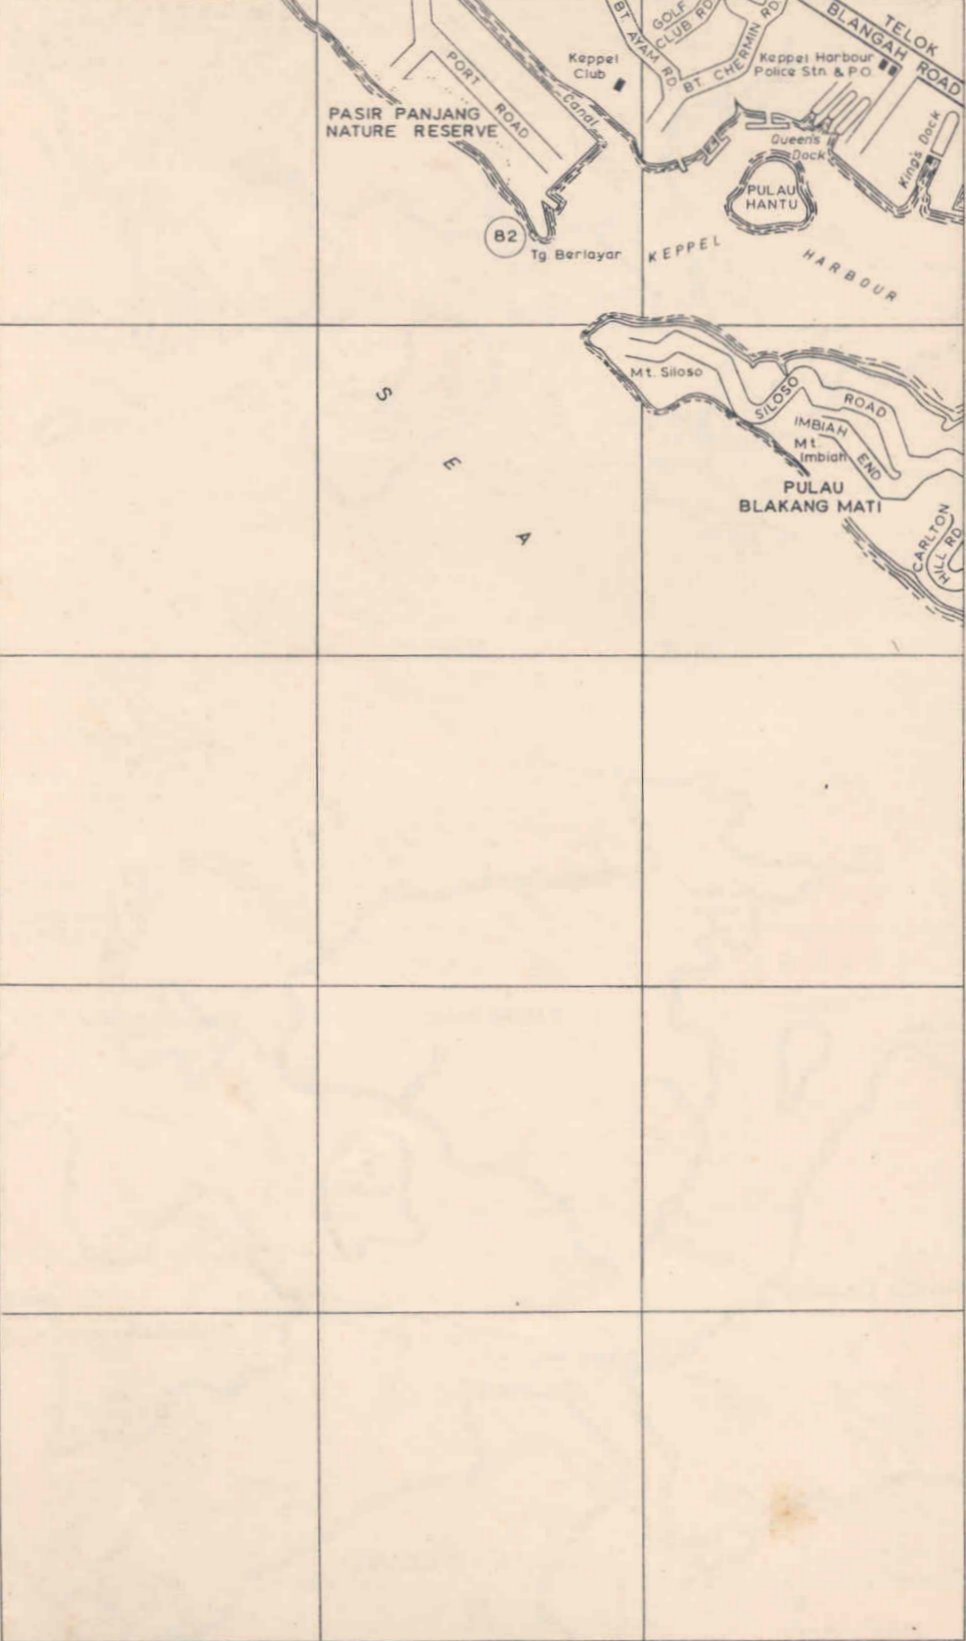 BT. AYAM RD
GOLF
CLUB RD
BT. CHERMIN RD.
TELOK
BLANGAH ROAD
Keppel
Club
Keppel Harbour
Police Stn. & P.O.
PORT ROAD
Canal
PASIR PANJANG
NATURE RESERVE
Queen's
Dock
King's Dock
PULAU
HANTU
82
Tg. Berlayar
KEPPEL HARBOUR
Mt. Siloso
SILOSO ROAD
IMBIAH END
Mt.
Imbiah
SEA
PULAU
BLAKANG MATI
CARLTON
HILL RD